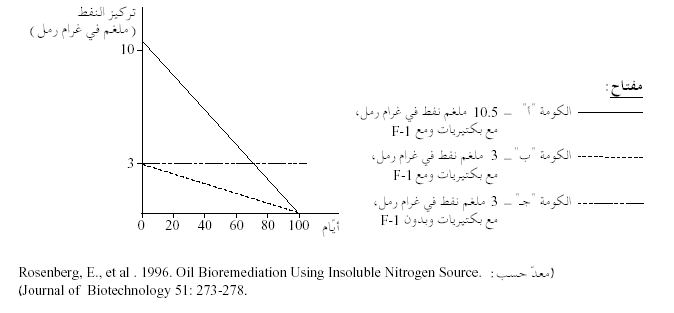 تركيز النفط
(ملغم في غرام رمل)
10
3
0 20 40 60 80 100 أيّام
مفتاح:
الكومة "أ" – 10.5 ملغم نفط في غرام رمل،
مع بكتيريات ومع F-1
الكومة "ب" – 3 ملغم نفط في غرام رمل،
مع بكتيريات ومع F-1
الكومة "جـ" – 3 ملغم نفط في غرام رمل،
مع بكتيريات وبدون F-1
(معدّ حسب: Rosenberg, E., et al . 1996. Oil Bioremediation Using Insoluble Nitrogen Source.
(Journal of Biotechnology 51: 273-278.